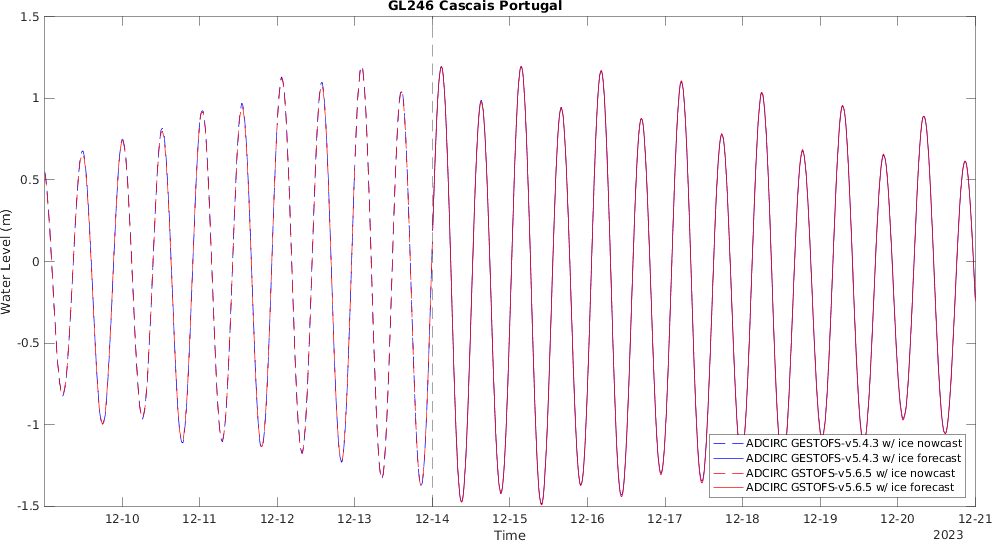 GL246 Cascais Portugal
1.5
1
0.5
0
-0.5
-1
-1.5
Water Level (m)
12-10 12-11 12-12 12-13 12-14 12-15 12-16 12-17 12-18 12-19 12-20 12-21
Time
2023
ADCIRC GESTOFS-v5.4.3 w/ ice nowcast
ADCIRC GESTOFS-v5.4.3 w/ ice forecast
ADCIRC GSTOFS-v5.6.5 w/ ice nowcast
ADCIRC GSTOFS-v5.6.5 w/ ice forecast